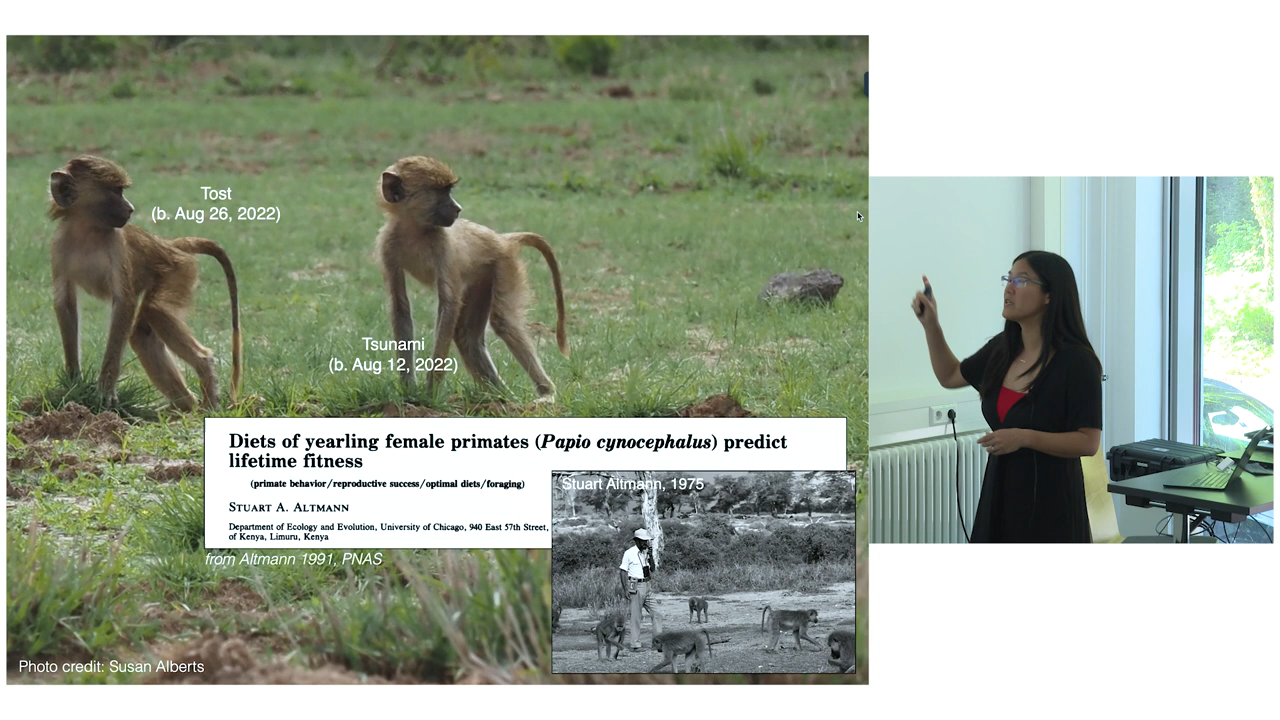 Tost
(b. Aug 26, 2022)
Tsunami
(b. Aug 12, 2022)
Diets of yearling female primates (Papio cynocephalus) predict
lifetime fitness
(primate behavior/reproductive success/optimal diets/foraging)
STUART A. ALTMANN
Department of Ecology and Evolution, University of Chicago, 940 East 57th Street,
of Kenya, Limuru, Kenya
from Altmann 1991, PNAS
Stuart Altmann, 1975
Photo credit: Susan Alberts